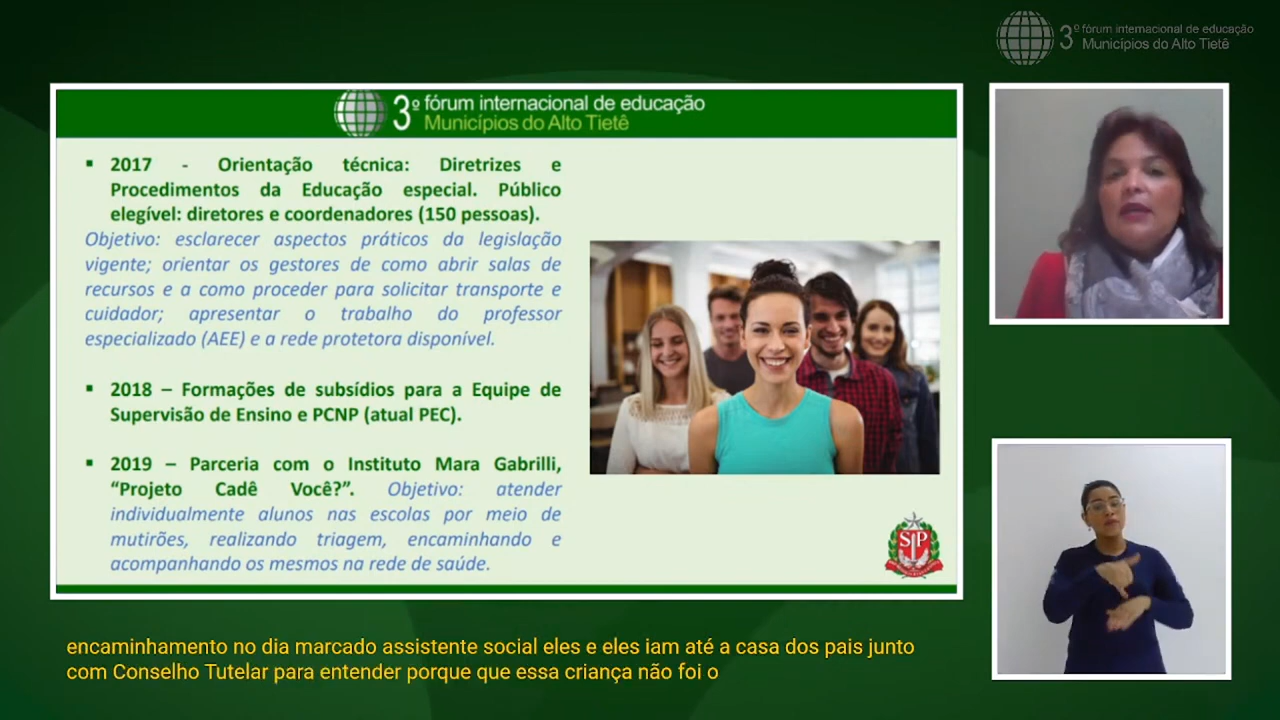 3º fórum internacional de educação
Municípios do Alto Tietê
3º fórum internacional de educação
Municípios do Alto Tietê
▪ 2017 - Orientação técnica: Diretrizes e
Procedimentos da Educação especial. Público
elegível: diretores e coordenadores (150 pessoas).
Objetivo: esclarecer aspectos práticos da legislação
vigente; orientar os gestores de como abrir salas de
recursos e a como proceder para solicitar transporte e
cuidador; apresentar o trabalho do professor
especializado (AEE) e a rede protetora disponível.
▪ 2018 – Formações de subsídios para a Equipe de
Supervisão de Ensino e PCNP (atual PEC).
▪ 2019 – Parceria com o Instituto Mara Gabrilli,
“Projeto Cadê Você?”. Objetivo: atender
individualmente alunos nas escolas por meio de
mutirões, realizando triagem, encaminhando e
acompanhando os mesmos na rede de saúde.
SP
encaminhamento no dia marcado assistente social eles e eles iam até a casa dos pais junto
com Conselho Tutelar para entender porque que essa criança não foi o